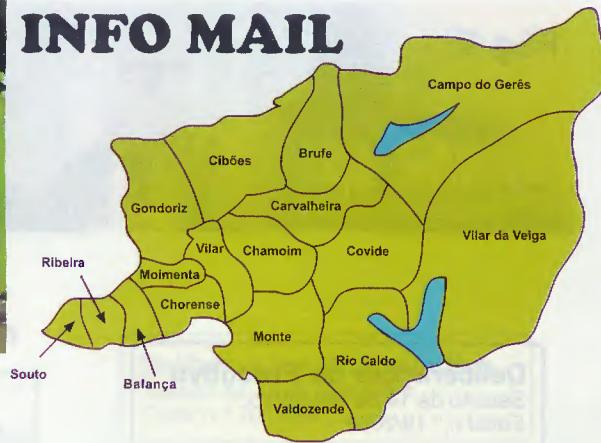 INFO MAIL
Campo do Gerês
Brufe
Cibões
Carvalheira
Gondoriz
Vilar da Veiga
Vilar
Chamoim
Covide
Ribeira
Moimenta
Chorense
Monte
Rio Caldo
Souto
Balança
Valdozende